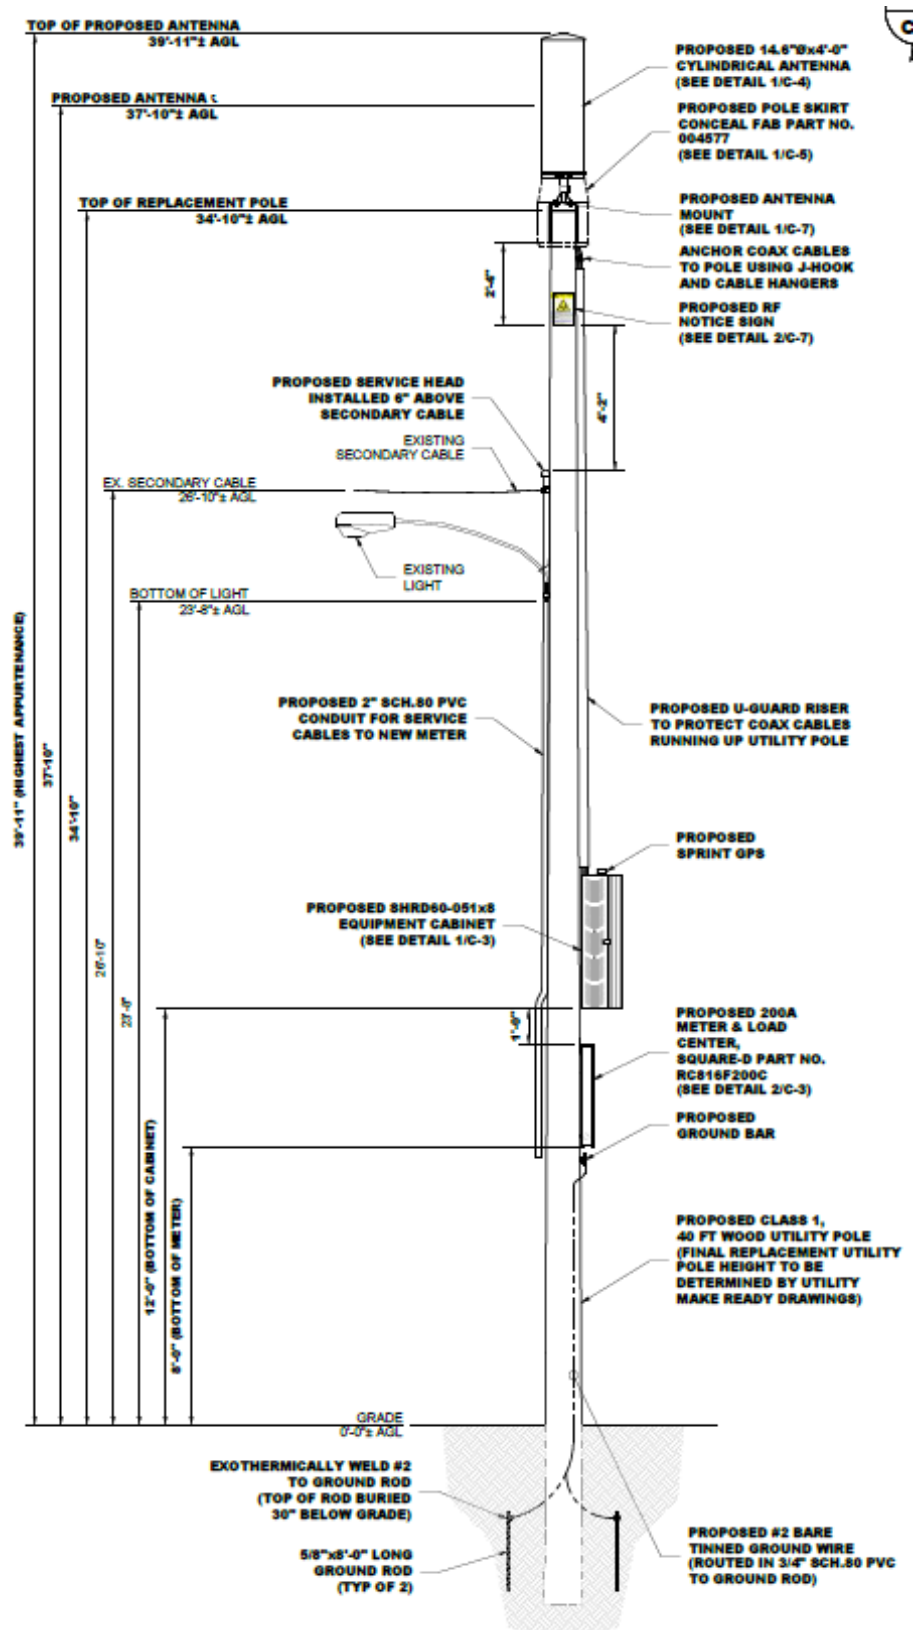 C
TOP OF PROPOSED ANTENNA
39'-11"± AGL
PROPOSED 14.6"Øx4'-0"
CYLINDRICAL ANTENNA
(SEE DETAIL 1/C-4)
PROPOSED ANTENNA ℄
37'-10"± AGL
PROPOSED POLE SKIRT
CONCEAL FAB PART NO.
004577
(SEE DETAIL 1/C-5)
TOP OF REPLACEMENT POLE
34'-10"± AGL
PROPOSED ANTENNA
MOUNT
(SEE DETAIL 1/C-7)
ANCHOR COAX CABLES
TO POLE USING J-HOOK
AND CABLE HANGERS
PROPOSED RF
NOTICE SIGN
(SEE DETAIL 2/C-7)
4'-2"
PROPOSED SERVICE HEAD
INSTALLED 6" ABOVE
SECONDARY CABLE
EXISTING
SECONDARY CABLE
EX. SECONDARY CABLE
26'-10"± AGL
EXISTING
LIGHT
BOTTOM OF LIGHT
23'-8"± AGL
PROPOSED 2" SCH.80 PVC
CONDUIT FOR SERVICE
CABLES TO NEW METER
PROPOSED U-GUARD RISER
TO PROTECT COAX CABLES
RUNNING UP UTILITY POLE
39'-11" (HIGHEST APPURTENANCE)
37'-10"
34'-10"
26'-10"
23'-8"
12'-0" (BOTTOM OF CABINET)
8'-0" (BOTTOM OF METER)
PROPOSED
SPRINT GPS
PROPOSED SHRD60-051x8
EQUIPMENT CABINET
(SEE DETAIL 1/C-3)
1'-0"
PROPOSED 200A
METER & LOAD
CENTER,
SQUARE-D PART NO.
RC816F200C
(SEE DETAIL 2/C-3)
PROPOSED
GROUND BAR
PROPOSED CLASS 1,
40 FT WOOD UTILITY POLE
(FINAL REPLACEMENT UTILITY
POLE HEIGHT TO BE
DETERMINED BY UTILITY
MAKE READY DRAWINGS)
GRADE
0'-0"± AGL
EXOTHERMICALLY WELD #2
TO GROUND ROD
(TOP OF ROD BURIED
30" BELOW GRADE)
5/8"x8'-0" LONG
GROUND ROD
(TYP OF 2)
PROPOSED #2 BARE
TINNED GROUND WIRE
(ROUTED IN 3/4" SCH.80 PVC
TO GROUND ROD)